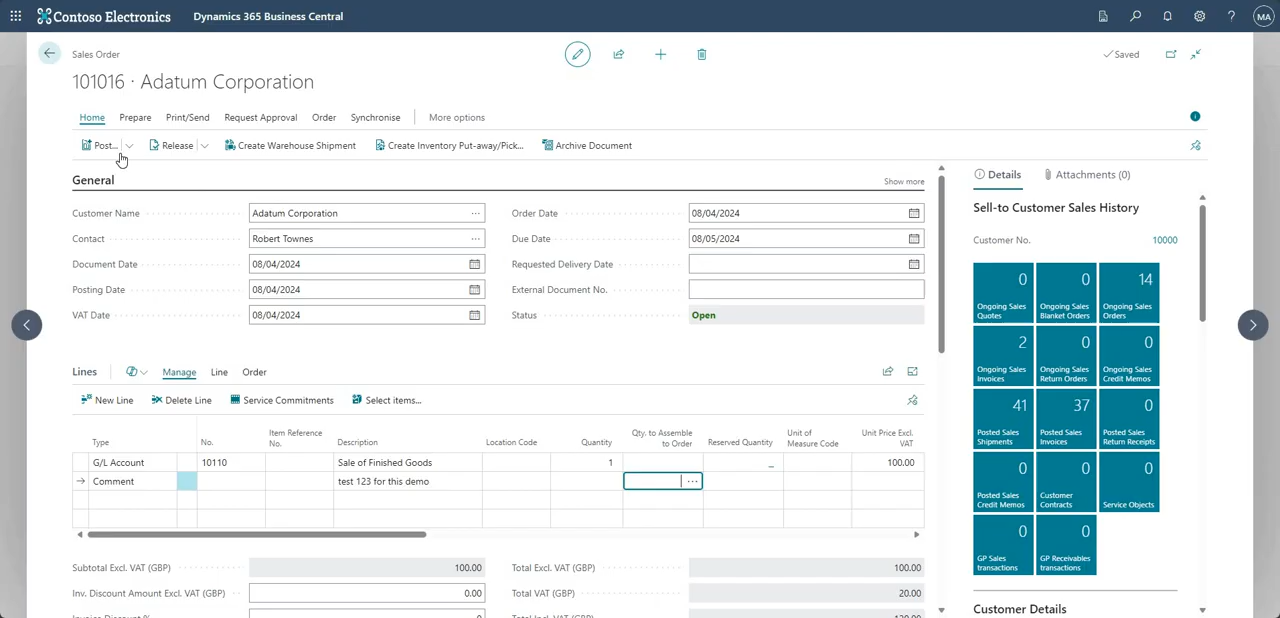 Contoso Electronics Dynamics 365 Business Central MA
Sales Order Saved
101016 · Adatum Corporation
Home Prepare Print/Send Request Approval Order Synchronise More options
Post... Release Create Warehouse Shipment Create Inventory Put-away/Pick... Archive Document
General Show more
Customer Name Adatum Corporation
Contact Robert Townes
Document Date 08/04/2024
Posting Date 08/04/2024
VAT Date 08/04/2024
Order Date 08/04/2024
Due Date 08/05/2024
Requested Delivery Date
External Document No.
Status Open
Lines Manage Line Order
New Line Delete Line Service Commitments Select items...
Type No. Item Reference No. Description Location Code Quantity Qty. to Assemble to Order Reserved Quantity Unit of Measure Code Unit Price Excl. VAT
G/L Account 10110 Sale of Finished Goods 1 _ 100.00
Comment test 123 for this demo
Subtotal Excl. VAT (GBP) 100.00
Inv. Discount Amount Excl. VAT (GBP) 0.00
Invoice Discount % 0
Total Excl. VAT (GBP) 100.00
Total VAT (GBP) 20.00
Total Incl. VAT (GBP) 120.00
Details Attachments (0)
Sell-to Customer Sales History
Customer No. 10000
0 Ongoing Sales Quotes
0 Ongoing Sales Blanket Orders
14 Ongoing Sales Orders
2 Ongoing Sales Invoices
0 Ongoing Sales Return Orders
0 Ongoing Sales Credit Memos
41 Posted Sales Shipments
37 Posted Sales Invoices
0 Posted Sales Return Receipts
0 Posted Sales Credit Memos
0 Customer Contracts
0 Service Objects
0 GP Sales transactions
0 GP Receivables transactions
Customer Details